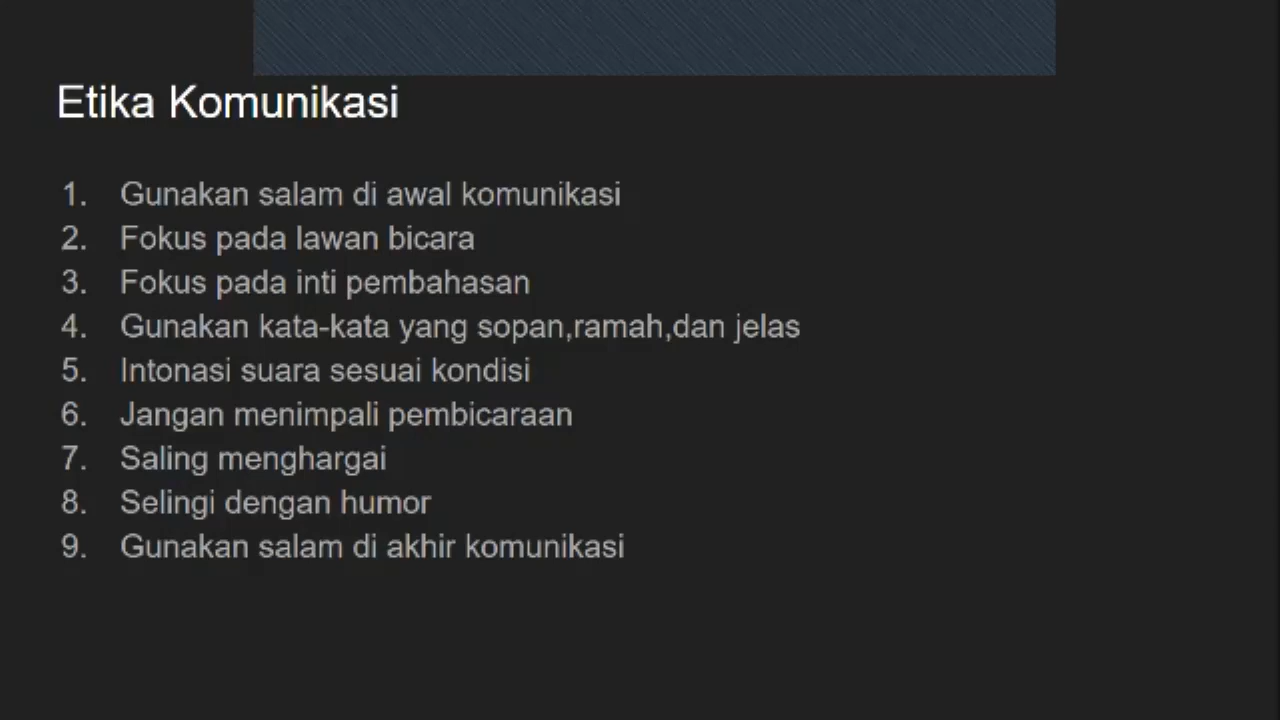 Etika Komunikasi
1. Gunakan salam di awal komunikasi
2. Fokus pada lawan bicara
3. Fokus pada inti pembahasan
4. Gunakan kata-kata yang sopan,ramah,dan jelas
5. Intonasi suara sesuai kondisi
6. Jangan menimpali pembicaraan
7. Saling menghargai
8. Selingi dengan humor
9. Gunakan salam di akhir komunikasi